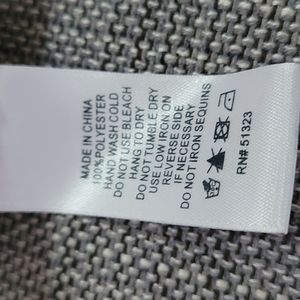 MADE IN CHINA
100% POLYESTER
HAND WASH COLD
DO NOT USE BLEACH
HANG TO DRY
DO NOT TUMBLE DRY
USE LOW IRON ON
REVERSE SIDE
IF NECESSARY
DO NOT IRON SEQUINS
RN# 51323